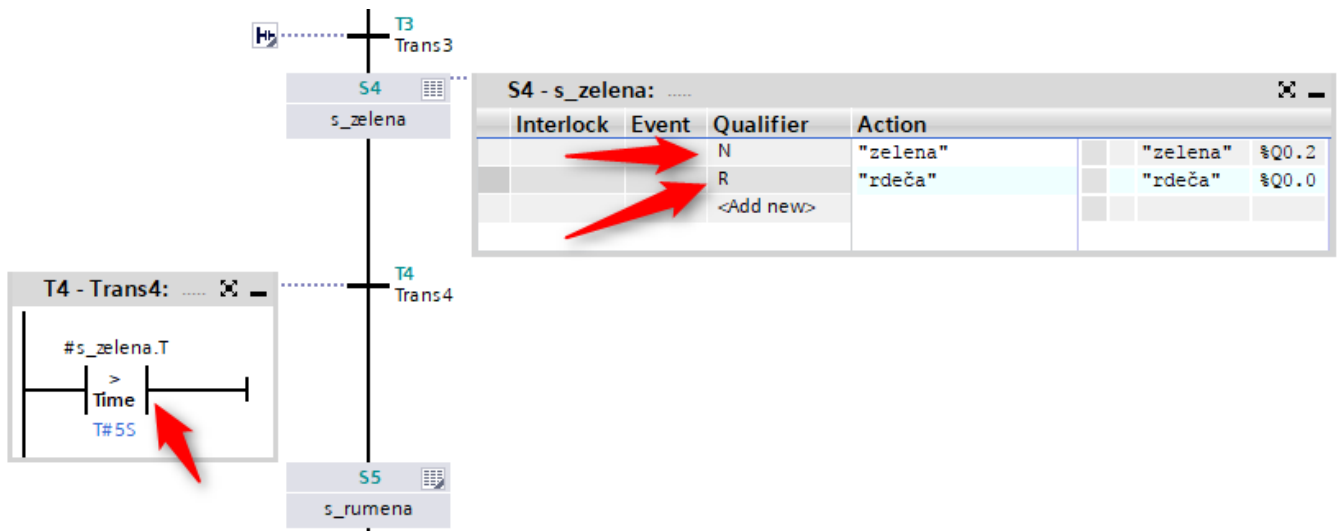 T3
Trans3
S4
s_zelena
S4 - s_zelena: .....
Interlock Event Qualifier Action
N "zelena" "zelena" %Q0.2
R "rdeča" "rdeča" %Q0.0
<Add new>
T4
Trans4
T4 - Trans4: .....
#s_zelena.T
>
Time
T#5S
S5
s_rumena